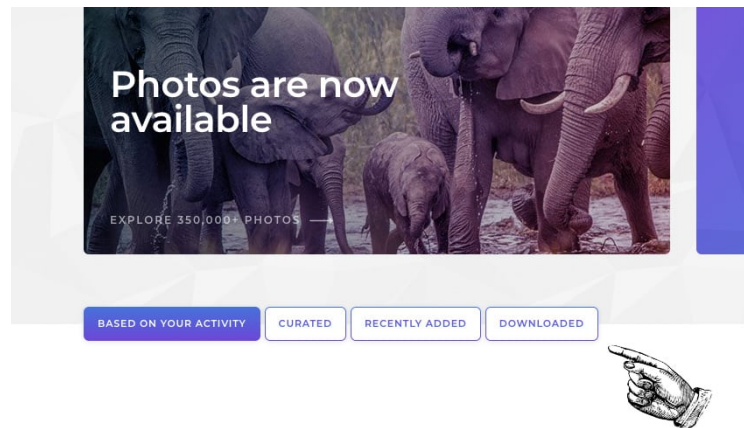 Photos are now
available
EXPLORE 350,000+ PHOTOS
BASED ON YOUR ACTIVITY
CURATED
RECENTLY ADDED
DOWNLOADED